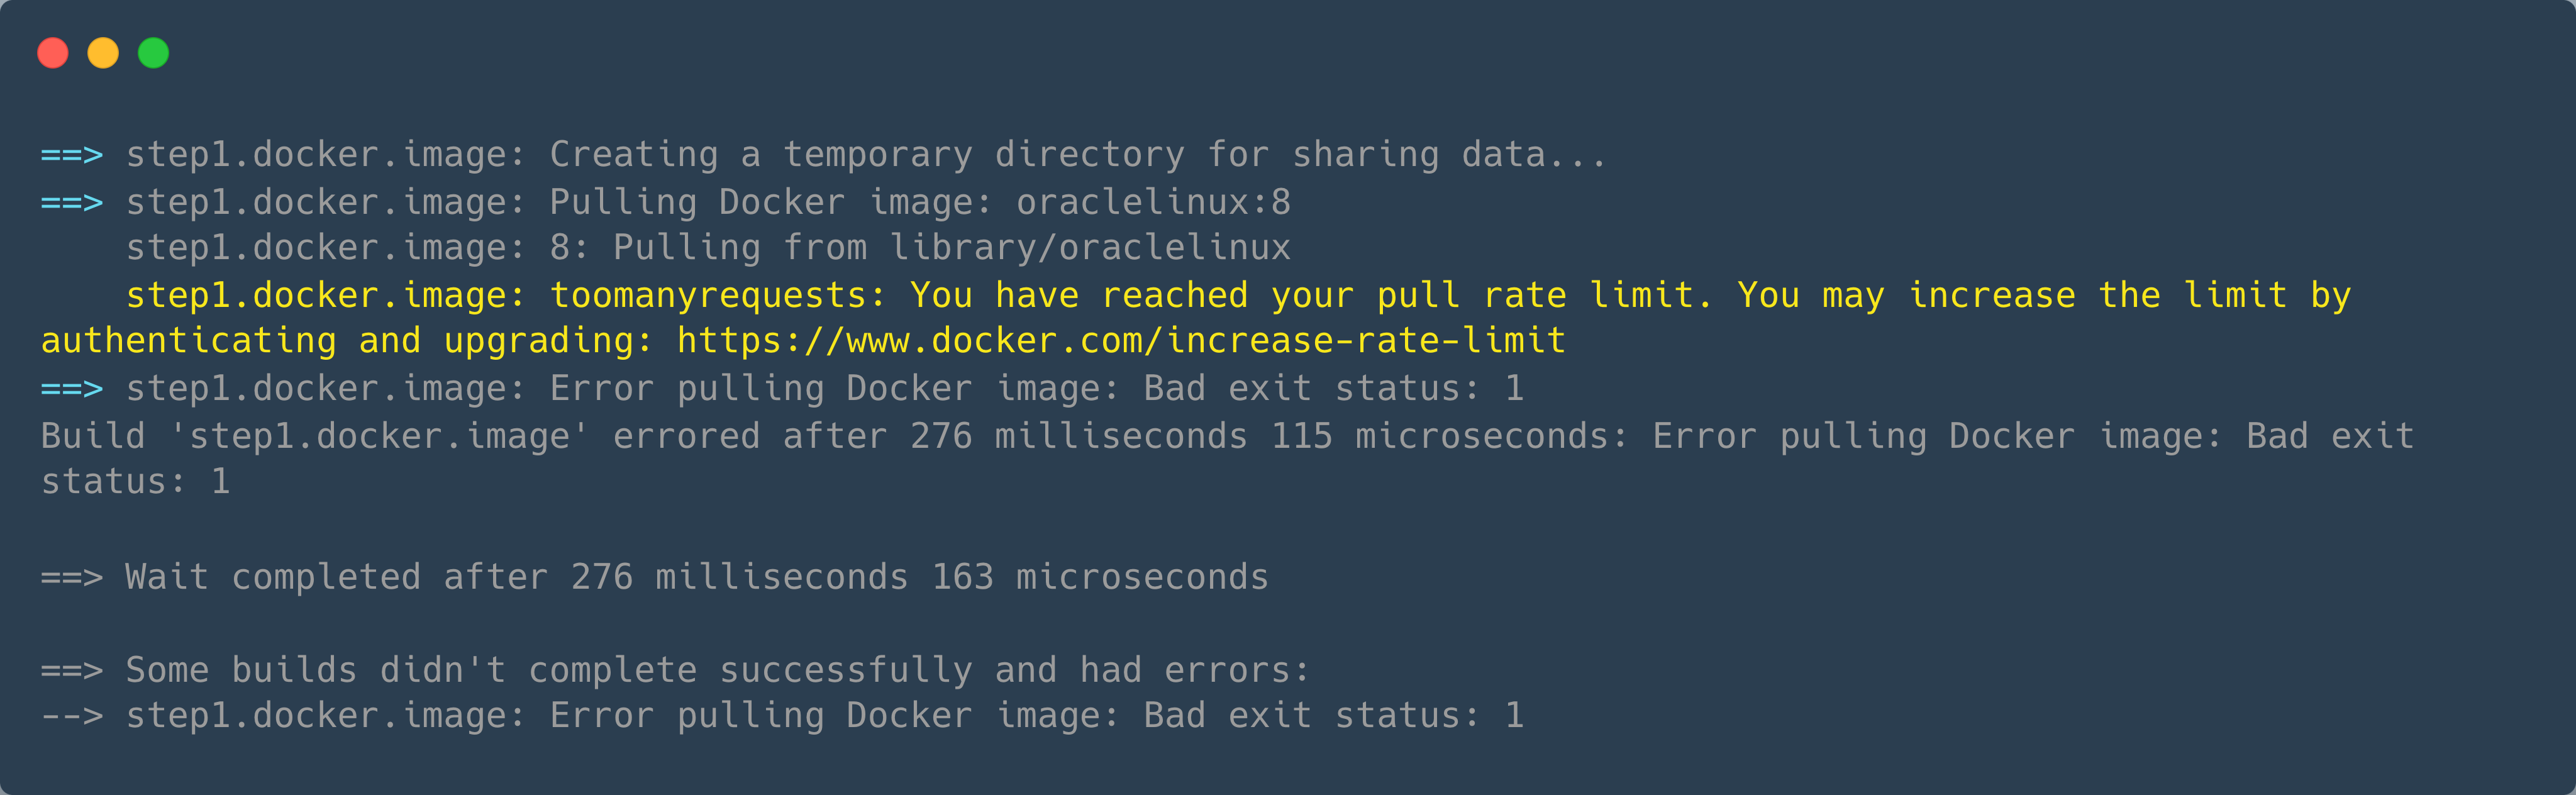 ==> step1.docker.image: Creating a temporary directory for sharing data...
==> step1.docker.image: Pulling Docker image: oraclelinux:8
    step1.docker.image: 8: Pulling from library/oraclelinux
    step1.docker.image: toomanyrequests: You have reached your pull rate limit. You may increase the limit by
authenticating and upgrading: https://www.docker.com/increase-rate-limit
==> step1.docker.image: Error pulling Docker image: Bad exit status: 1
Build 'step1.docker.image' errored after 276 milliseconds 115 microseconds: Error pulling Docker image: Bad exit
status: 1

==> Wait completed after 276 milliseconds 163 microseconds

==> Some builds didn't complete successfully and had errors:
--> step1.docker.image: Error pulling Docker image: Bad exit status: 1